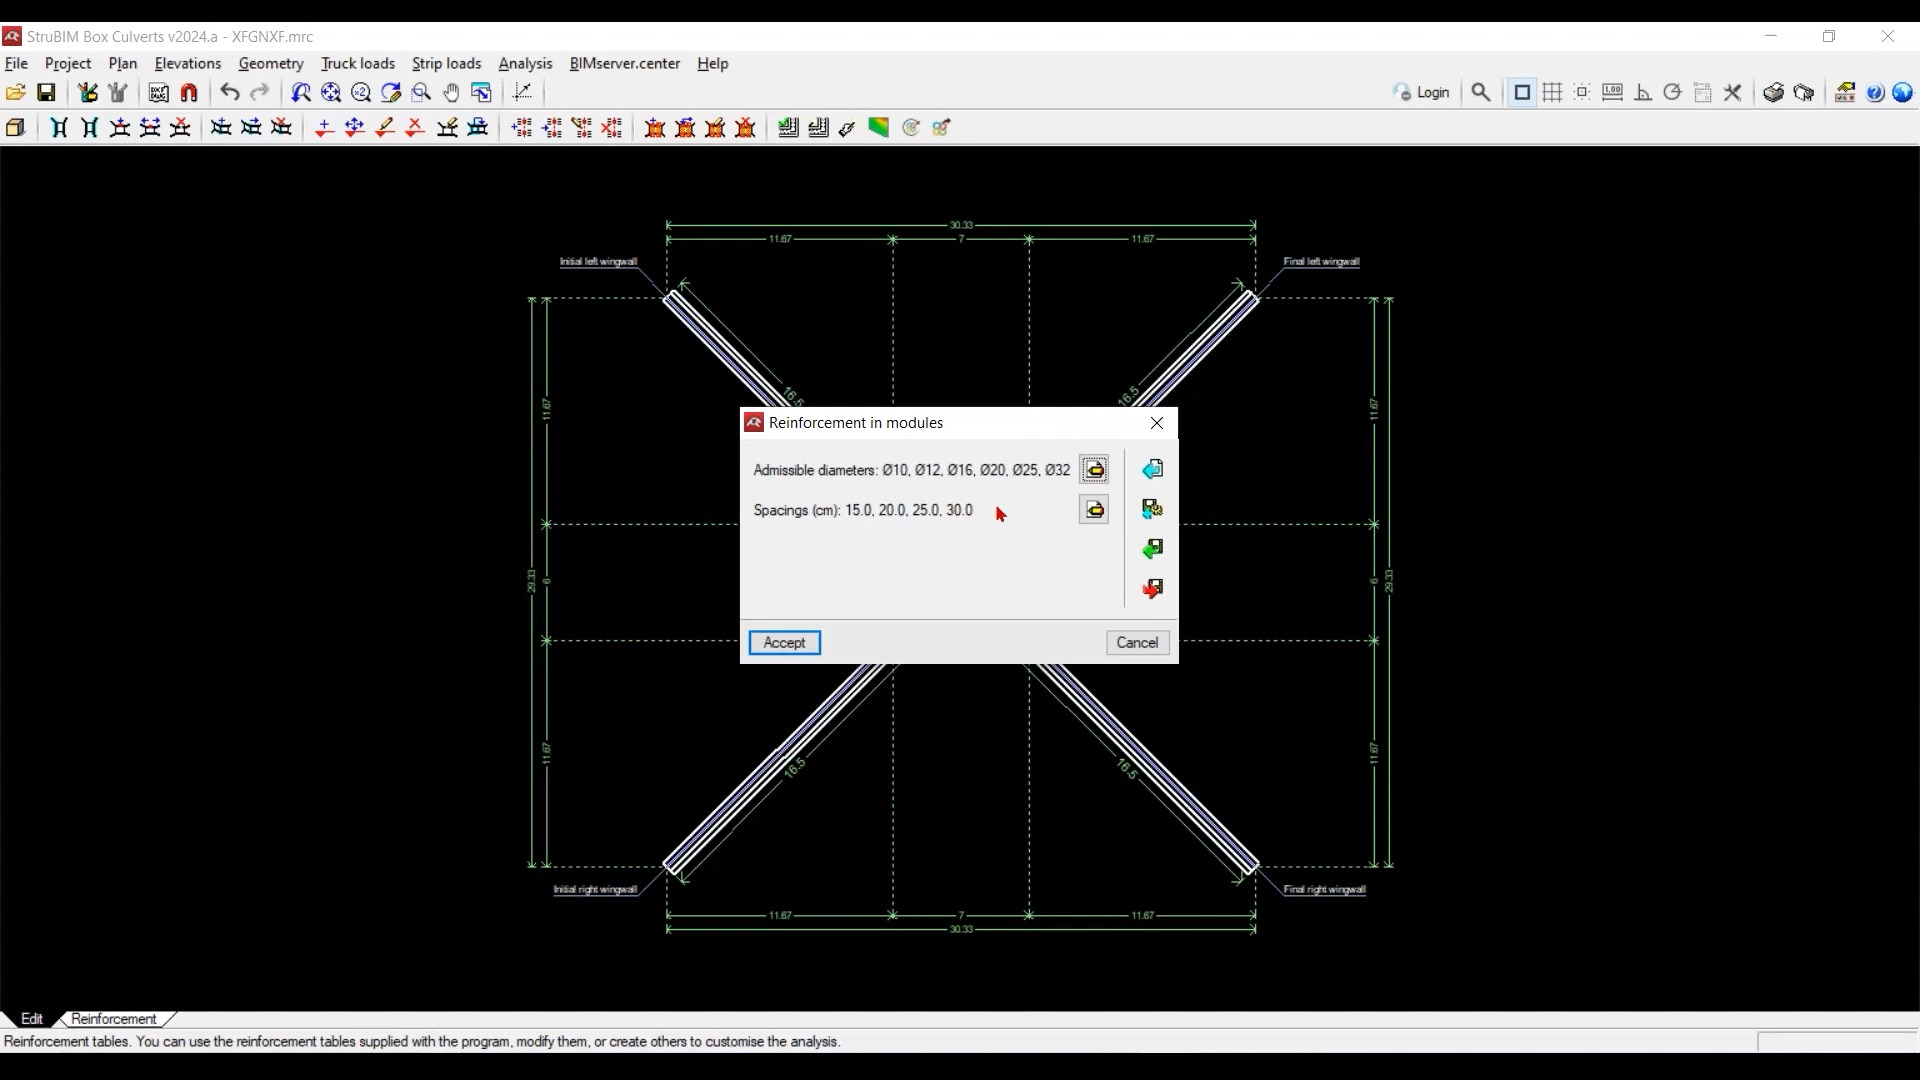 StruBIM Box Culverts v2024.a - XFGNXF.mrc
File Project Plan Elevations Geometry Truck loads Strip loads Analysis BIMserver.center Help
Login
30.33
11.67 7 11.67
Initial left wingwall
Final left wingwall
16.5
16.5
11.67
11.67
Reinforcement in modules
Admissible diameters: Ø10, Ø12, Ø16, Ø20, Ø25, Ø32
Spacings (cm): 15.0, 20.0, 25.0, 30.0
29.33
6
6
29.33
Accept
Cancel
11.67
11.67
16.5
16.5
Initial right wingwall
Final right wingwall
11.67 7 11.67
30.33
Edit
Reinforcement
Reinforcement tables. You can use the reinforcement tables supplied with the program, modify them, or create others to customise the analysis.